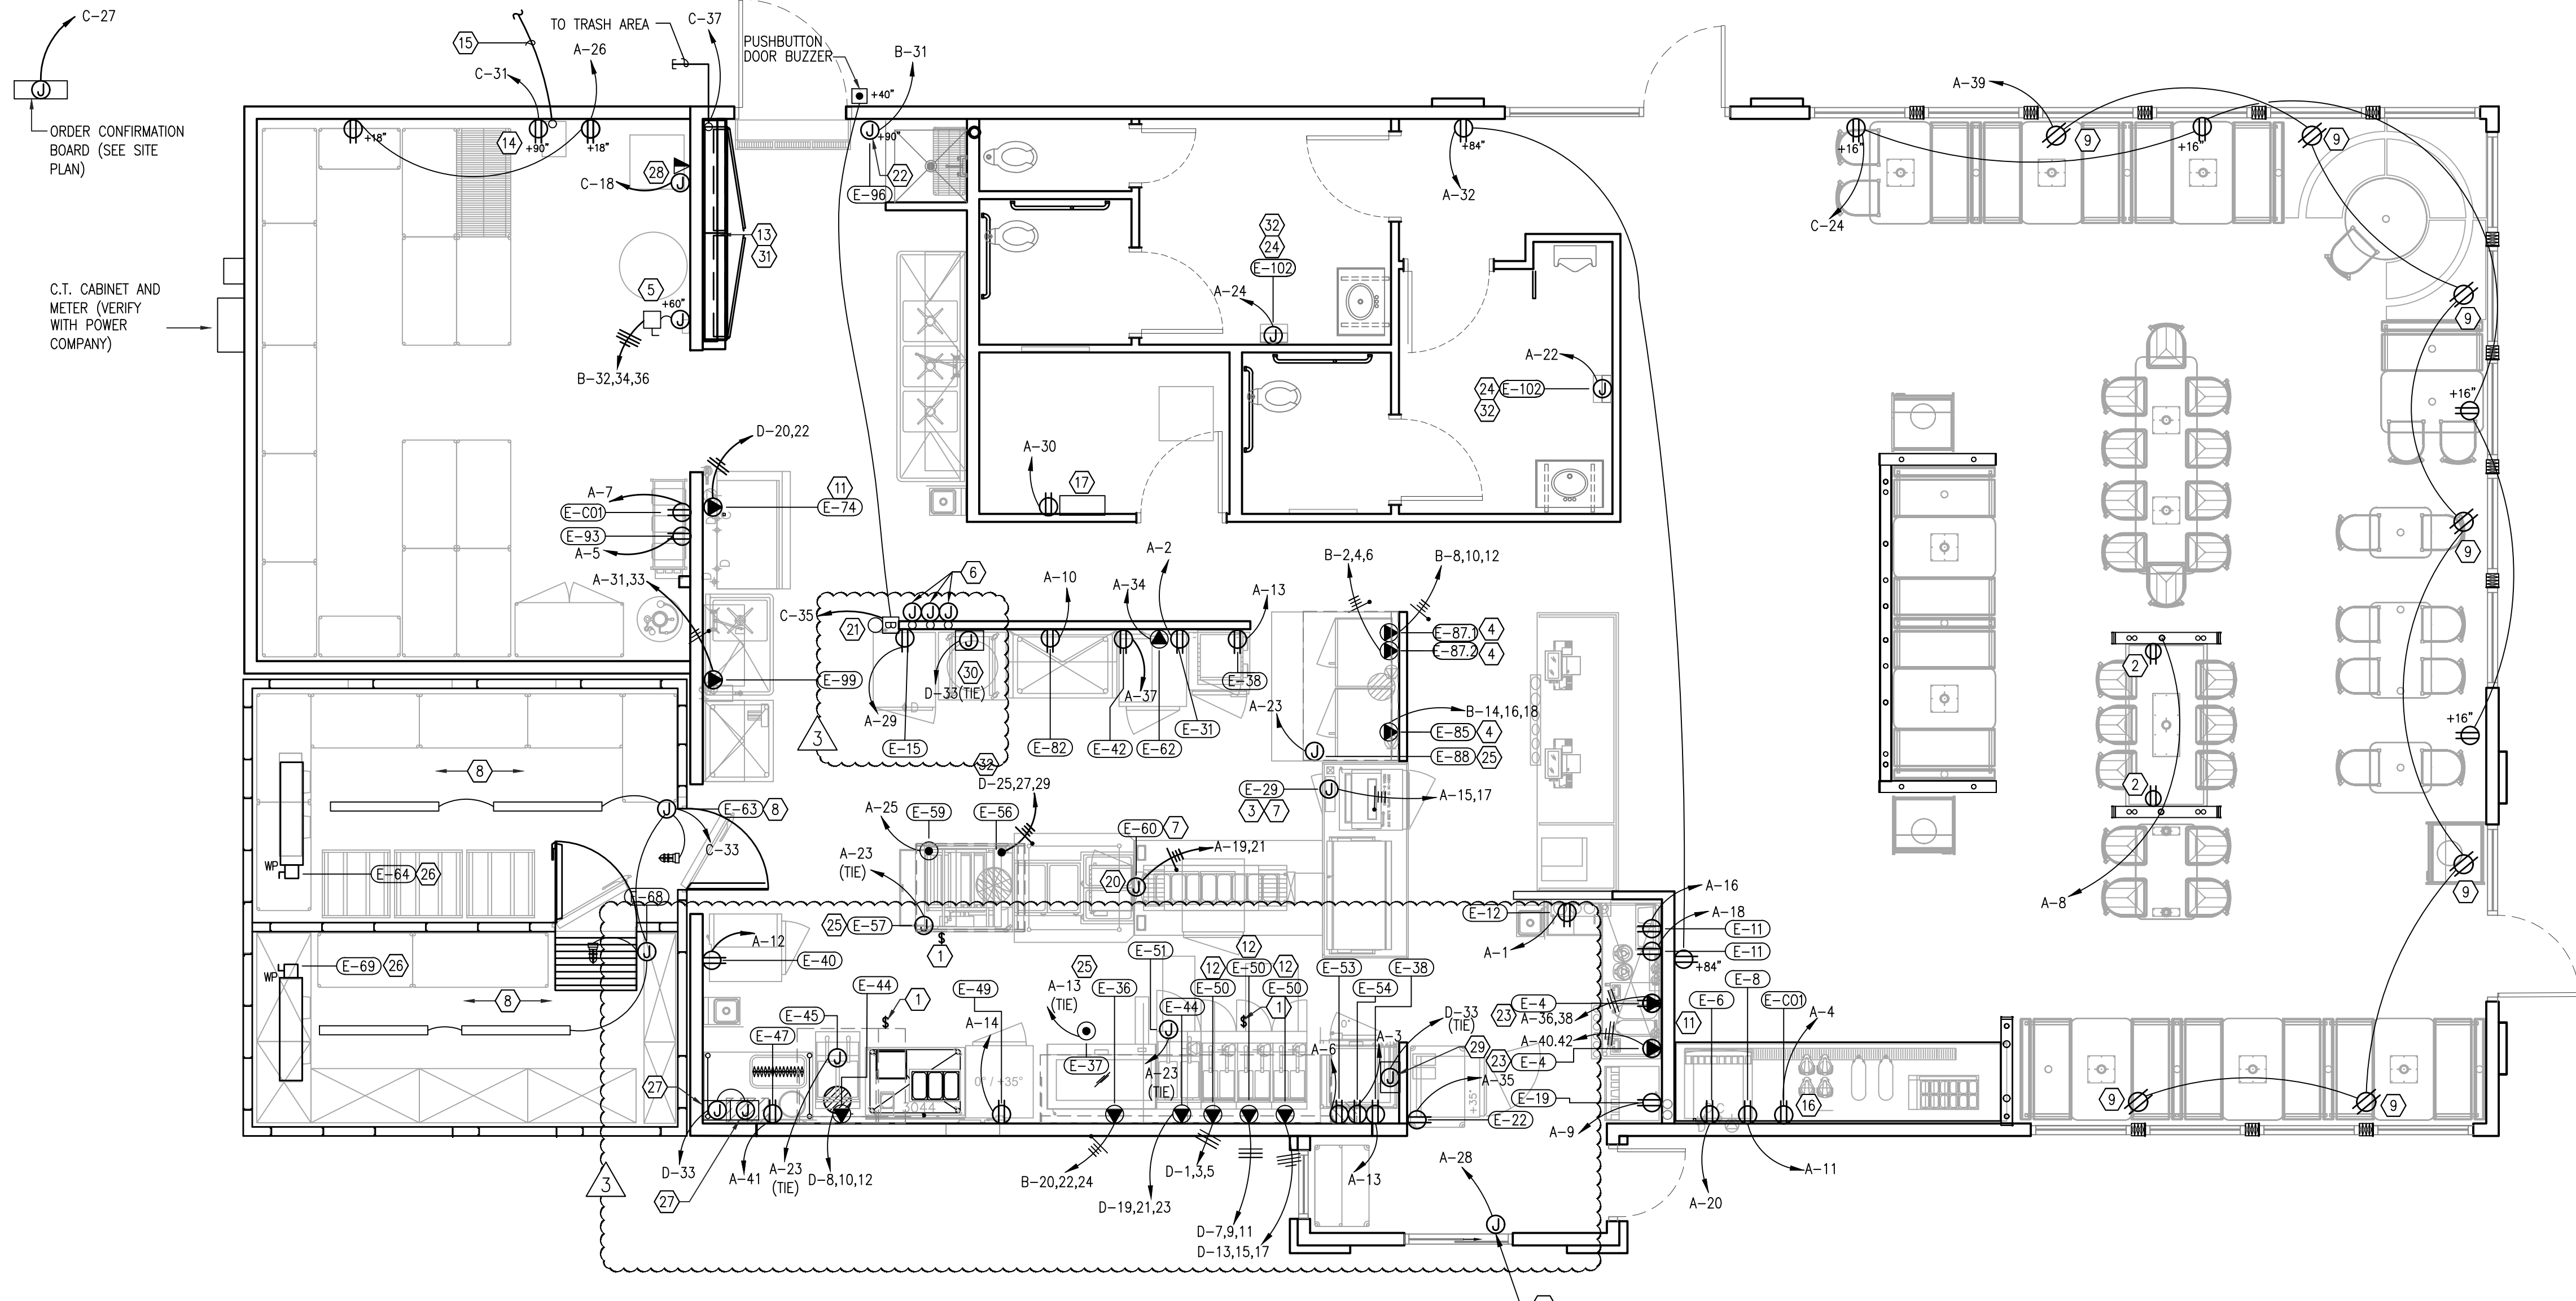 C-27
ORDER CONFIRMATION
BOARD (SEE SITE
PLAN)
15
TO TRASH AREA
E
C-37
A-26
C-31
PUSHBUTTON
DOOR BUZZER
+40"
B-31
+18"
14
+90"
+18"
28
C-18
+90"
22
E-96
13
31
5
+60"
B-32,34,36
C.T. CABINET AND
METER (VERIFY
WITH POWER
COMPANY)
+84"
A-32
32
24
E-102
A-24
A-22
24
E-102
32
A-30
17
A-39
9
9
+16"
+16"
C-24
9
+16"
9
+16"
9
2
2
A-8
D-20,22
11
E-74
A-7
E-C01
E-93
A-5
A-31,33
E-99
C-35
21
B
6
30
D-33(TIE)
A-29
E-15
3
32
A-10
E-82
A-34
A-2
A-13
E-42
A-37
E-62
E-31
E-38
B-2,4,6
B-8,10,12
E-87.1
4
E-87.2
4
A-23
B-14,16,18
E-85
4
E-88
25
E-29
3
7
A-15,17
8
E-63
8
C-33
WP
E-64
26
E-68
WP
E-69
26
8
D-25,27,29
A-25
E-59
E-56
E-60
7
A-19,21
20
A-23
(TIE)
25
E-57
$
1
A-12
E-40
E-44
$
1
E-49
A-14
E-45
E-47
25
A-13
(TIE)
E-37
E-36
E-51
A-23
(TIE)
E-44
12
E-50
12
E-50
12
E-50
$
1
E-53
E-54
E-38
A-6
A-3
D-33
(TIE)
29
A-35
E-22
E-12
A-1
A-16
A-18
E-11
E-11
+84"
E-4
23
A-36,38
A-40.42
23
E-4
11
E-19
A-9
E-6
E-8
E-C01
A-4
16
A-11
A-20
9
9
0° / +35°
3044
+35°
27
D-33
27
A-41
A-23
(TIE)
D-8,10,12
3
B-20,22,24
D-19,21,23
D-1,3,5
D-7,9,11
D-13,15,17
A-13
A-28